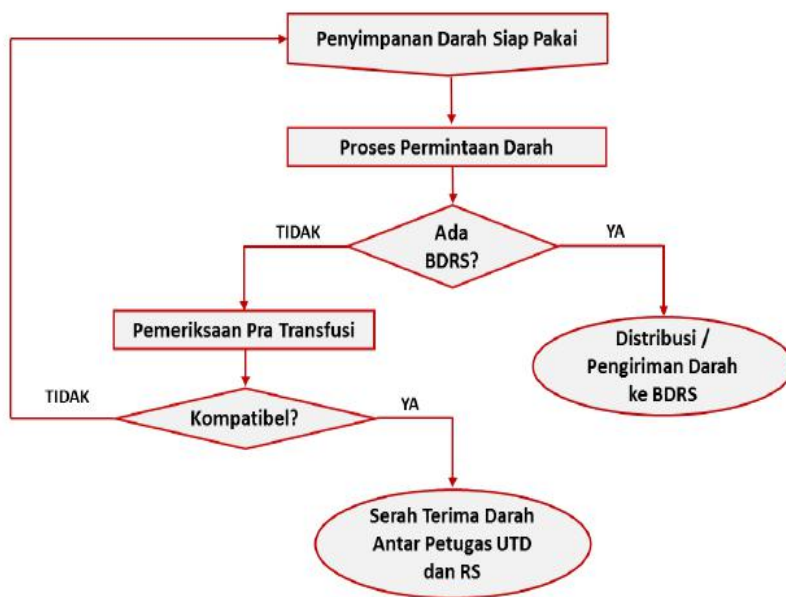 Penyimpanan Darah Siap Pakai
Proses Permintaan Darah
TIDAK
Ada
BDRS?
YA
Pemeriksaan Pra Transfusi
Distribusi /
Pengiriman Darah
ke BDRS
TIDAK
Kompatibel?
YA
Serah Terima Darah
Antar Petugas UTD
dan RS